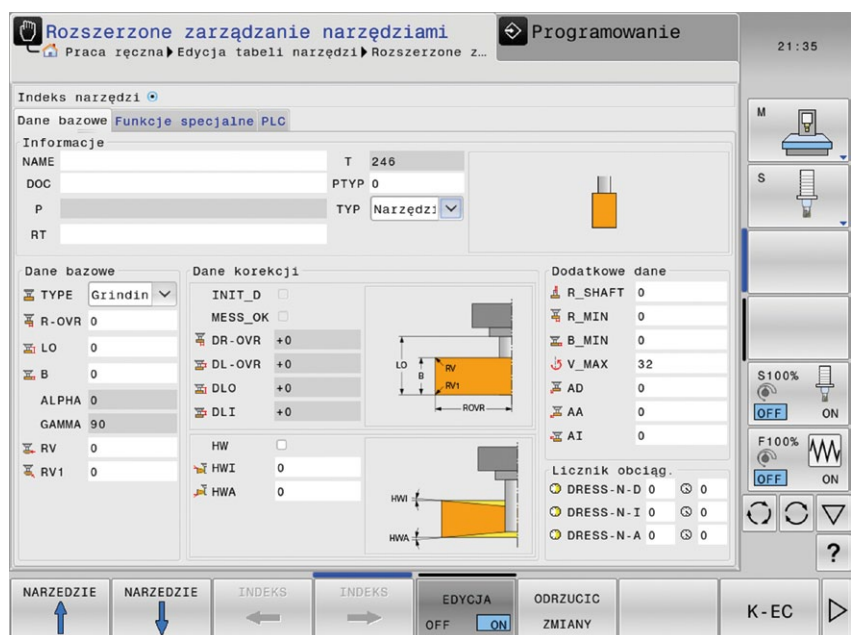 Rozszerzone zarządzanie narzędziami
Praca ręczna Edycja tabeli narzędzi Rozszerzone z...
Programowanie
21:35
Indeks narzędzi
Dane bazowe Funkcje specjalne PLC
Informacje
NAME T 246
DOC PTYP 0
P TYP Narzędzi
RT
Dane bazowe
TYPE Grindin
R-OVR 0
LO 0
B 0
ALPHA 0
GAMMA 90
RV 0
RV1 0
Dane korekcji
INIT_D
MESS_OK
DR-OVR +0
DL-OVR +0
DLO +0
DLI +0
LO B RV
RV1
ROVR
HW
HWI 0
HWA 0
HWI
HWA
Dodatkowe dane
R_SHAFT 0
R_MIN 0
B_MIN 0
V_MAX 32
AD 0
AA 0
AI 0
Licznik obciąg.
DRESS-N-D 0 0
DRESS-N-I 0 0
DRESS-N-A 0 0
M
S
S100%
OFF ON
F100%
OFF ON
?
NARZEDZIE
NARZEDZIE
INDEKS
INDEKS
EDYCJA
OFF ON
ODRZUCIC
ZMIANY
K-EC